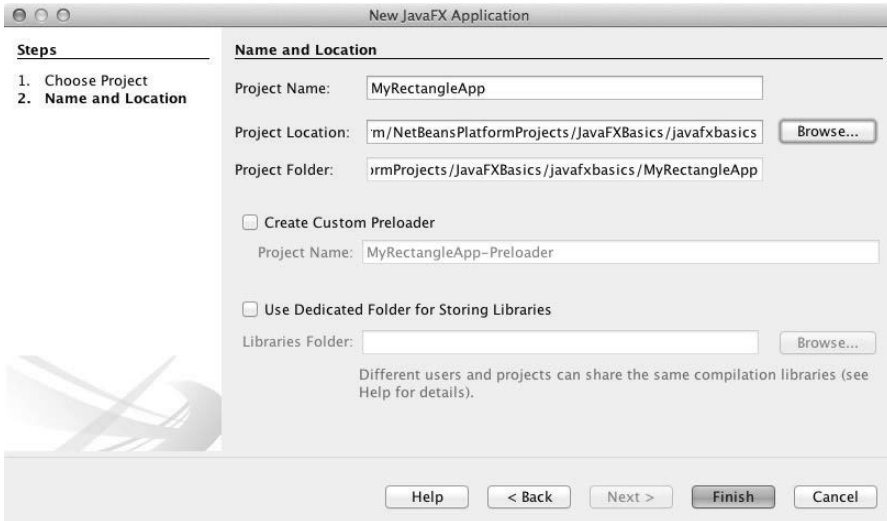 New JavaFX Application
Steps
1. Choose Project
2. Name and Location
Name and Location
Project Name: MyRectangleApp
Project Location: m/NetBeansPlatformProjects/JavaFXBasics/javafxbasics Browse...
Project Folder: rmProjects/JavaFXBasics/javafxbasics/MyRectangleApp
Create Custom Preloader
Project Name: MyRectangleApp-Preloader
Use Dedicated Folder for Storing Libraries
Libraries Folder: Browse...
Different users and projects can share the same compilation libraries (see
Help for details).
Help < Back Next > Finish Cancel